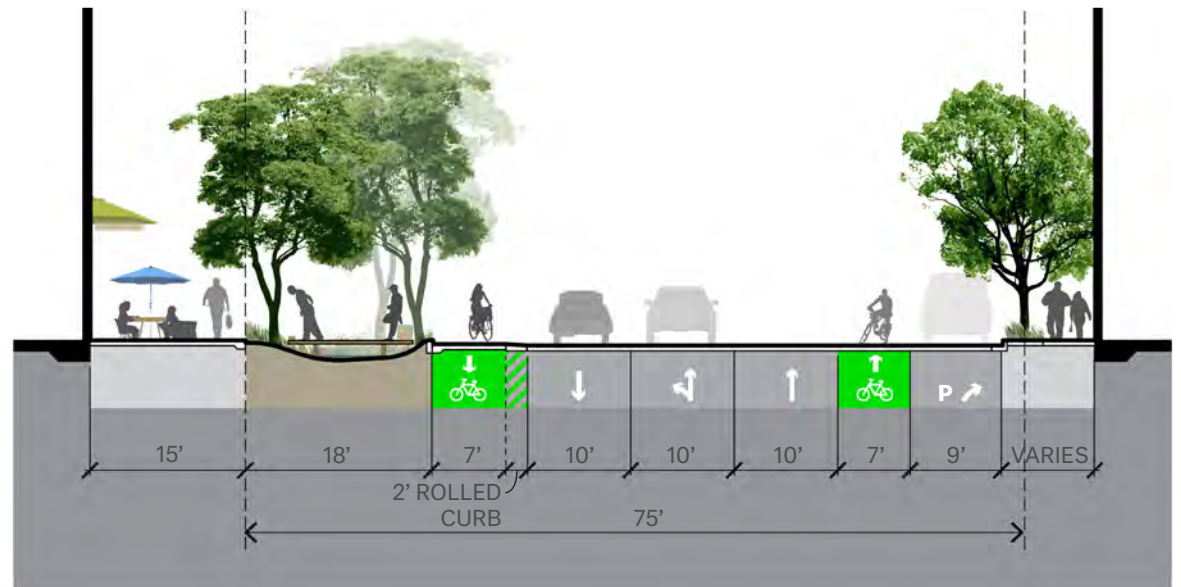 P
15’
18’
7’
10’
10’
10’
7’
9’
VARIES
2’ ROLLED
CURB
75’